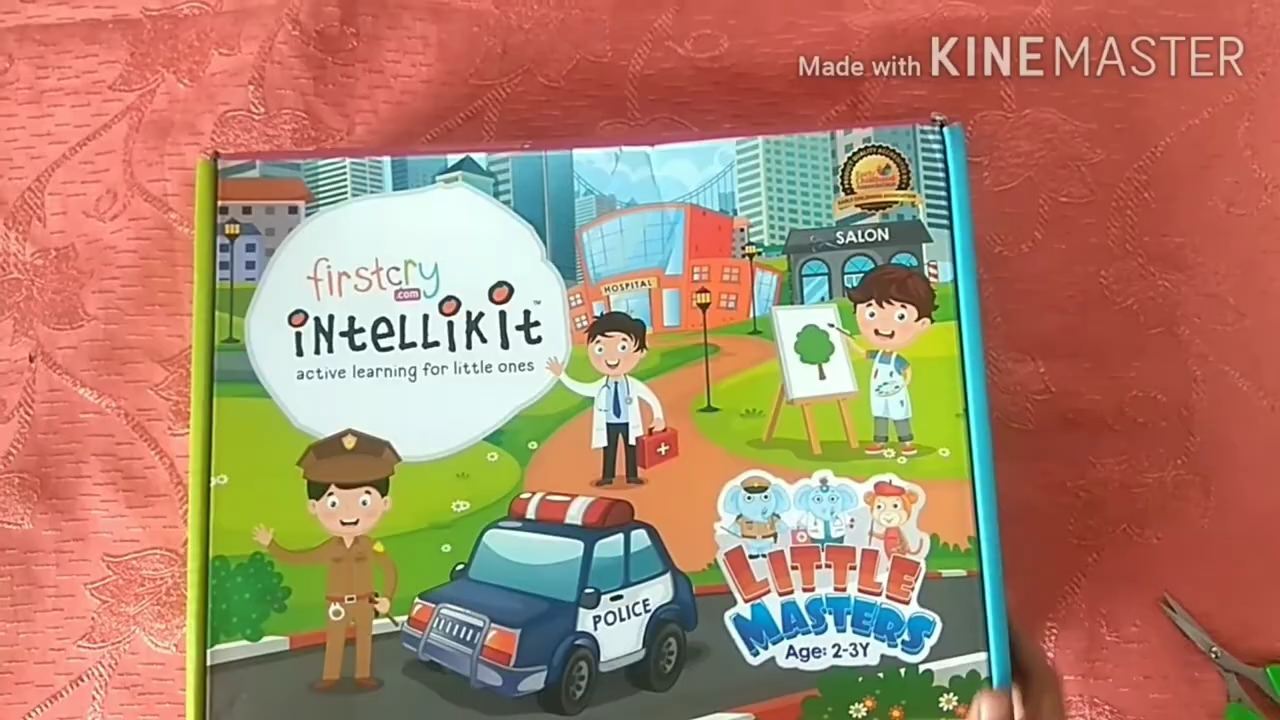 Made with KINEMASTER
SALON
firstcry
.com
HOSPITAL
iNteLLiKit
TM
active learning for little ones
POLICE
LITTLE
MASTERS
Age: 2-3Y